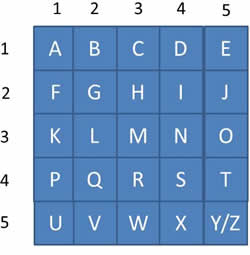 1 2 3 4 5
1 A B C D E
2 F G H I J
3 K L M N O
4 P Q R S T
5 U V W X Y/Z